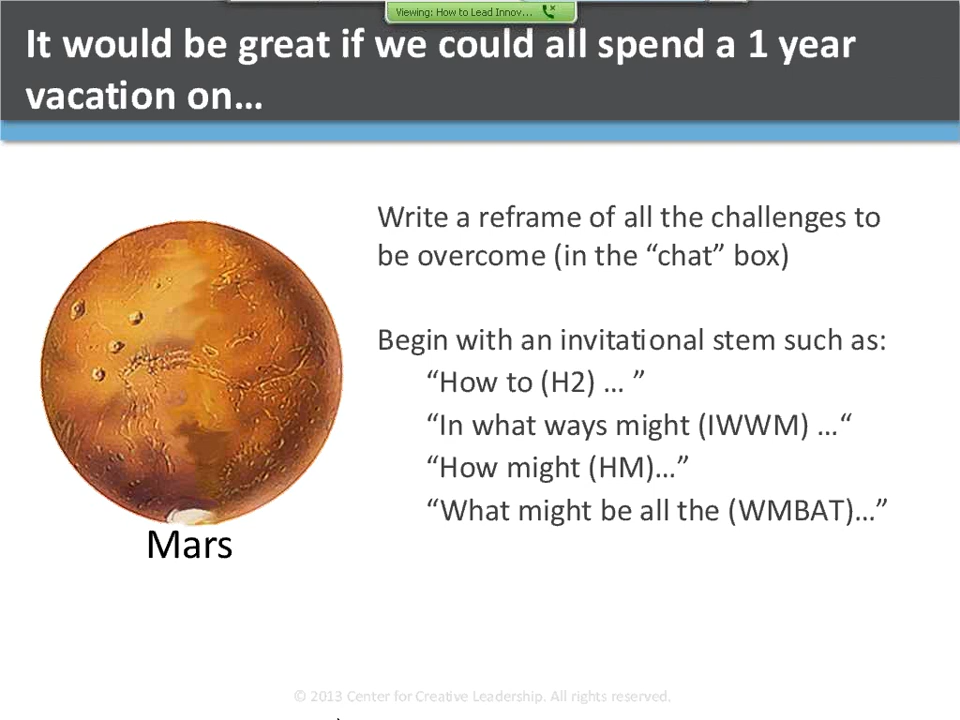 Viewing: How to Lead Innov...
It would be great if we could all spend a 1 year
vacation on…
Write a reframe of all the challenges to
be overcome (in the “chat” box)
Begin with an invitational stem such as:
“How to (H2) … ”
“In what ways might (IWWM) …“
“How might (HM)…”
“What might be all the (WMBAT)…”
Mars
© 2013 Center for Creative Leadership. All rights reserved.